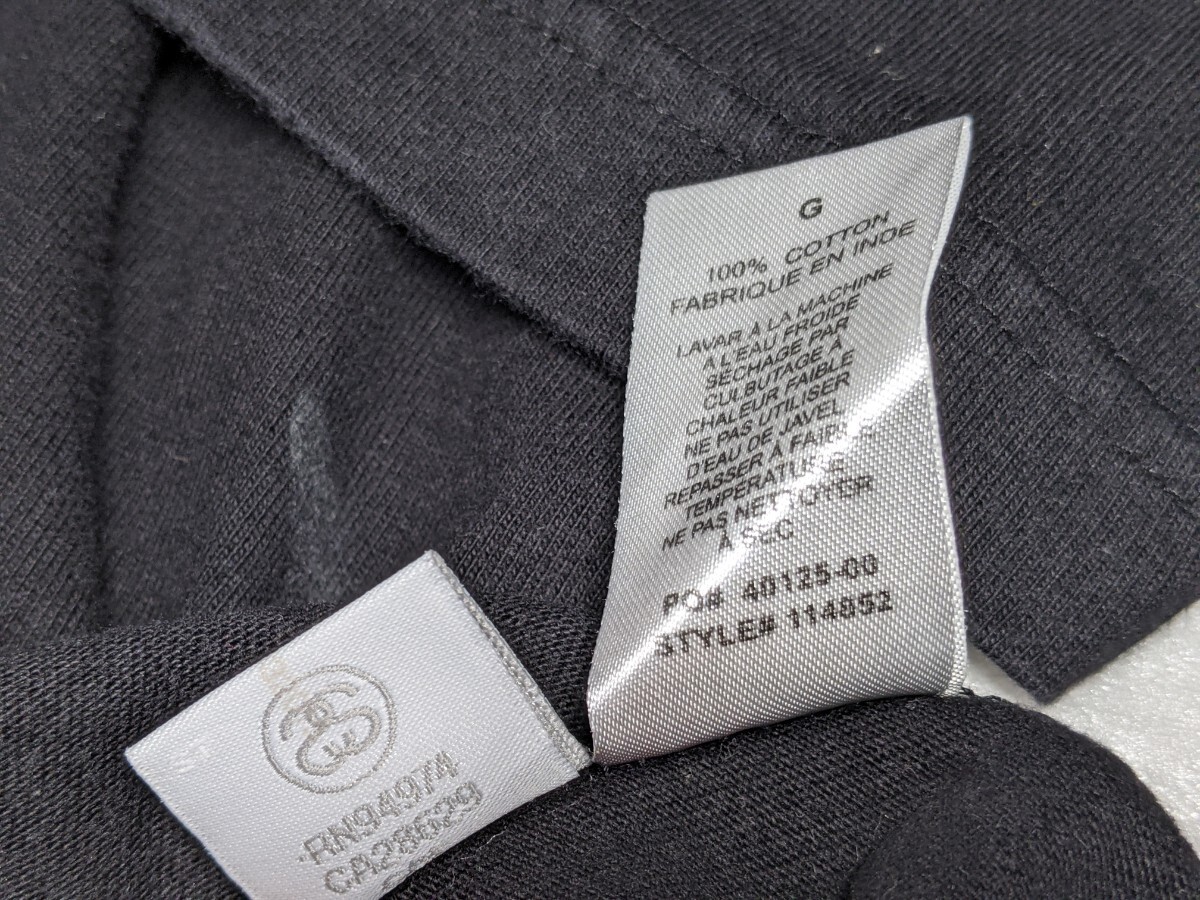 G
100% COTTON
FABRIQUE EN INDE
LAVAR À LA MACHINE
A L'EAU FROIDE
SÉCHAGE PAR
CULBUTAGE À
CHALEUR FAIBLE
NE PAS UTILISER
D'EAU DE JAVEL
REPASSER A FAIBLE
TEMPÉRATURE
NE PAS NETTOYER
A SEC
PO# 40125-00
STYLE# 114852
RN94974
CA28629